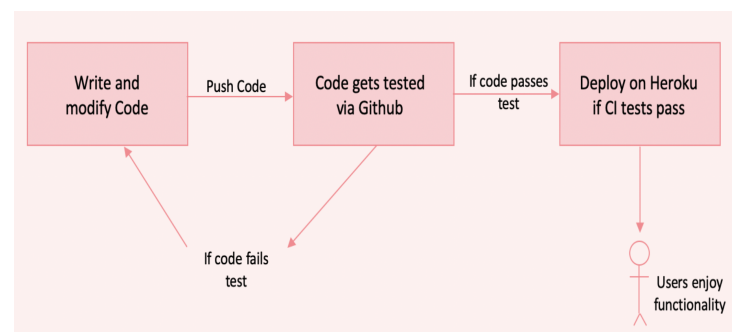 Write and
modify Code
Push Code
Code gets tested
via Github
If code passes
test
Deploy on Heroku
if CI tests pass
If code fails
test
Users enjoy
functionality